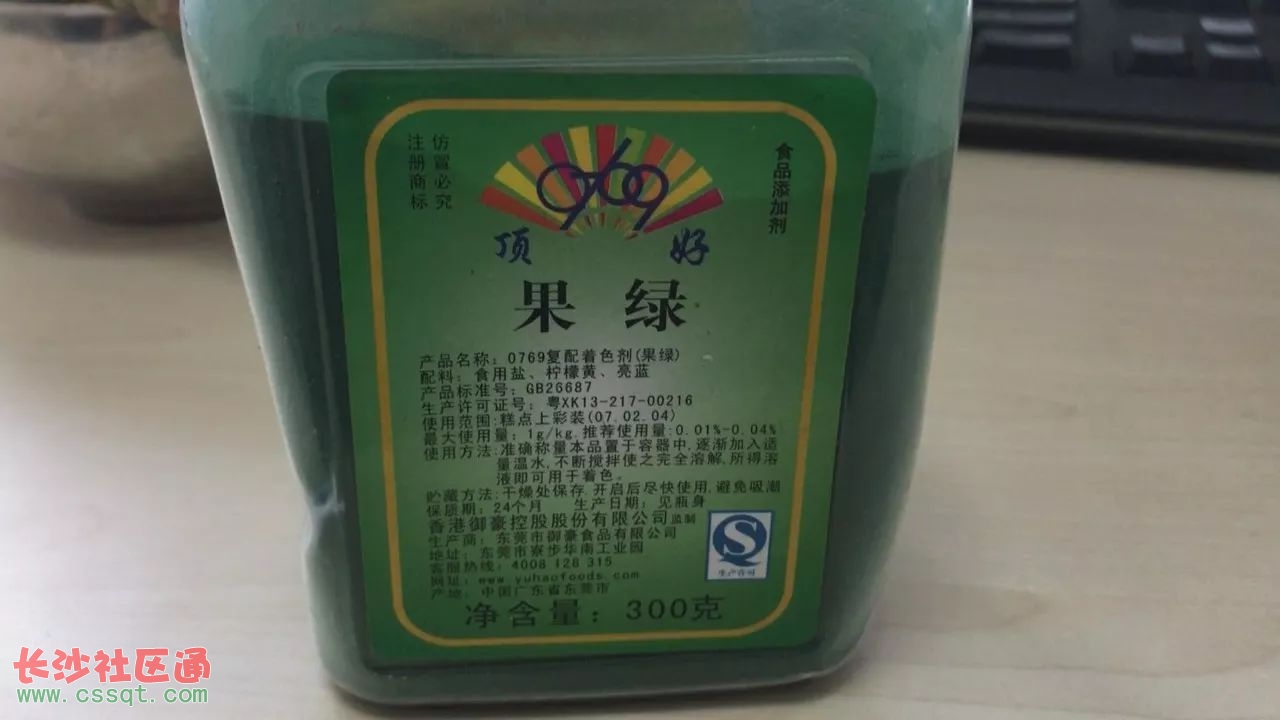 注册商标
仿冒必究
食品添加剂
0769
顶好
果绿
产品名称：0769复配着色剂(果绿)
配料：食用盐、柠檬黄、亮蓝
产品标准号：GB26687
生产许可证号：粤XK13-217-00216
使用范围:糕点上彩装(07.02.04)
最大使用量：1g/kg.推荐使用量:0.01%-0.04%
使用方法:准确称量本品置于容器中,逐渐加入适
量温水,不断搅拌使之完全溶解,所得溶
液即可用于着色。
贮藏方法:干燥处保存,开启后尽快使用,避免吸潮
保质期：24个月 生产日期：见瓶身
香港御豪控股股份有限公司监制
生产商：东莞市御豪食品有限公司
地址：东莞市寮步华南工业园
客服热线：4008 128 315
网址：www.yuhaofoods.com
产地：中国广东省东莞市
生产许可
净含量：300克
长沙社区通
www.cssqt.com